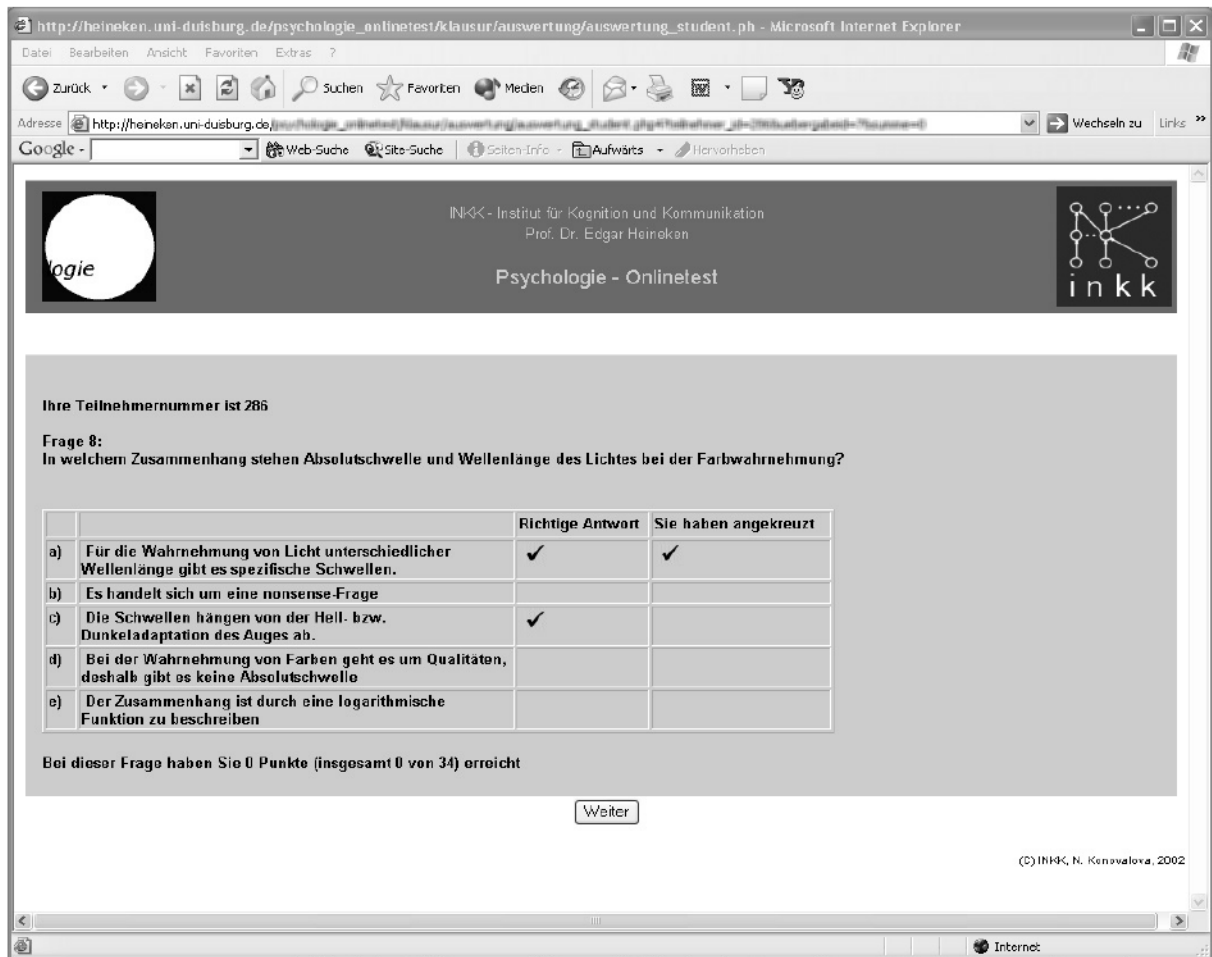 http://heineken.uni-duisburg.de/psychologie_onlinetest/klausur/auswertung/auswertung_student.ph - Microsoft Internet Explorer
Datei Bearbeiten Ansicht Favoriten Extras ?
Zurück Suchen Favoriten Medien
Adresse http://heineken.uni-duisburg.de/ Wechseln zu Links »
Google - Web-Suche Site-Suche Seiten-Info - Aufwärts - Hervorheben
logie
INKK - Institut für Kognition und Kommunikation
Prof. Dr. Edgar Heineken
Psychologie - Onlinetest
inkk
Ihre Teilnehmernummer ist 286
Frage 8:
In welchem Zusammenhang stehen Absolutschwelle und Wellenlänge des Lichtes bei der Farbwahrnehmung?
Richtige Antwort Sie haben angekreuzt
a) Für die Wahrnehmung von Licht unterschiedlicher
Wellenlänge gibt es spezifische Schwellen. ✓ ✓
b) Es handelt sich um eine nonsense-Frage
c) Die Schwellen hängen von der Hell- bzw.
Dunkeladaptation des Auges ab. ✓
d) Bei der Wahrnehmung von Farben geht es um Qualitäten,
deshalb gibt es keine Absolutschwelle
e) Der Zusammenhang ist durch eine logarithmische
Funktion zu beschreiben
Bei dieser Frage haben Sie 0 Punkte (insgesamt 0 von 34) erreicht
Weiter
(C) INKK, N. Konovalova, 2002
Internet